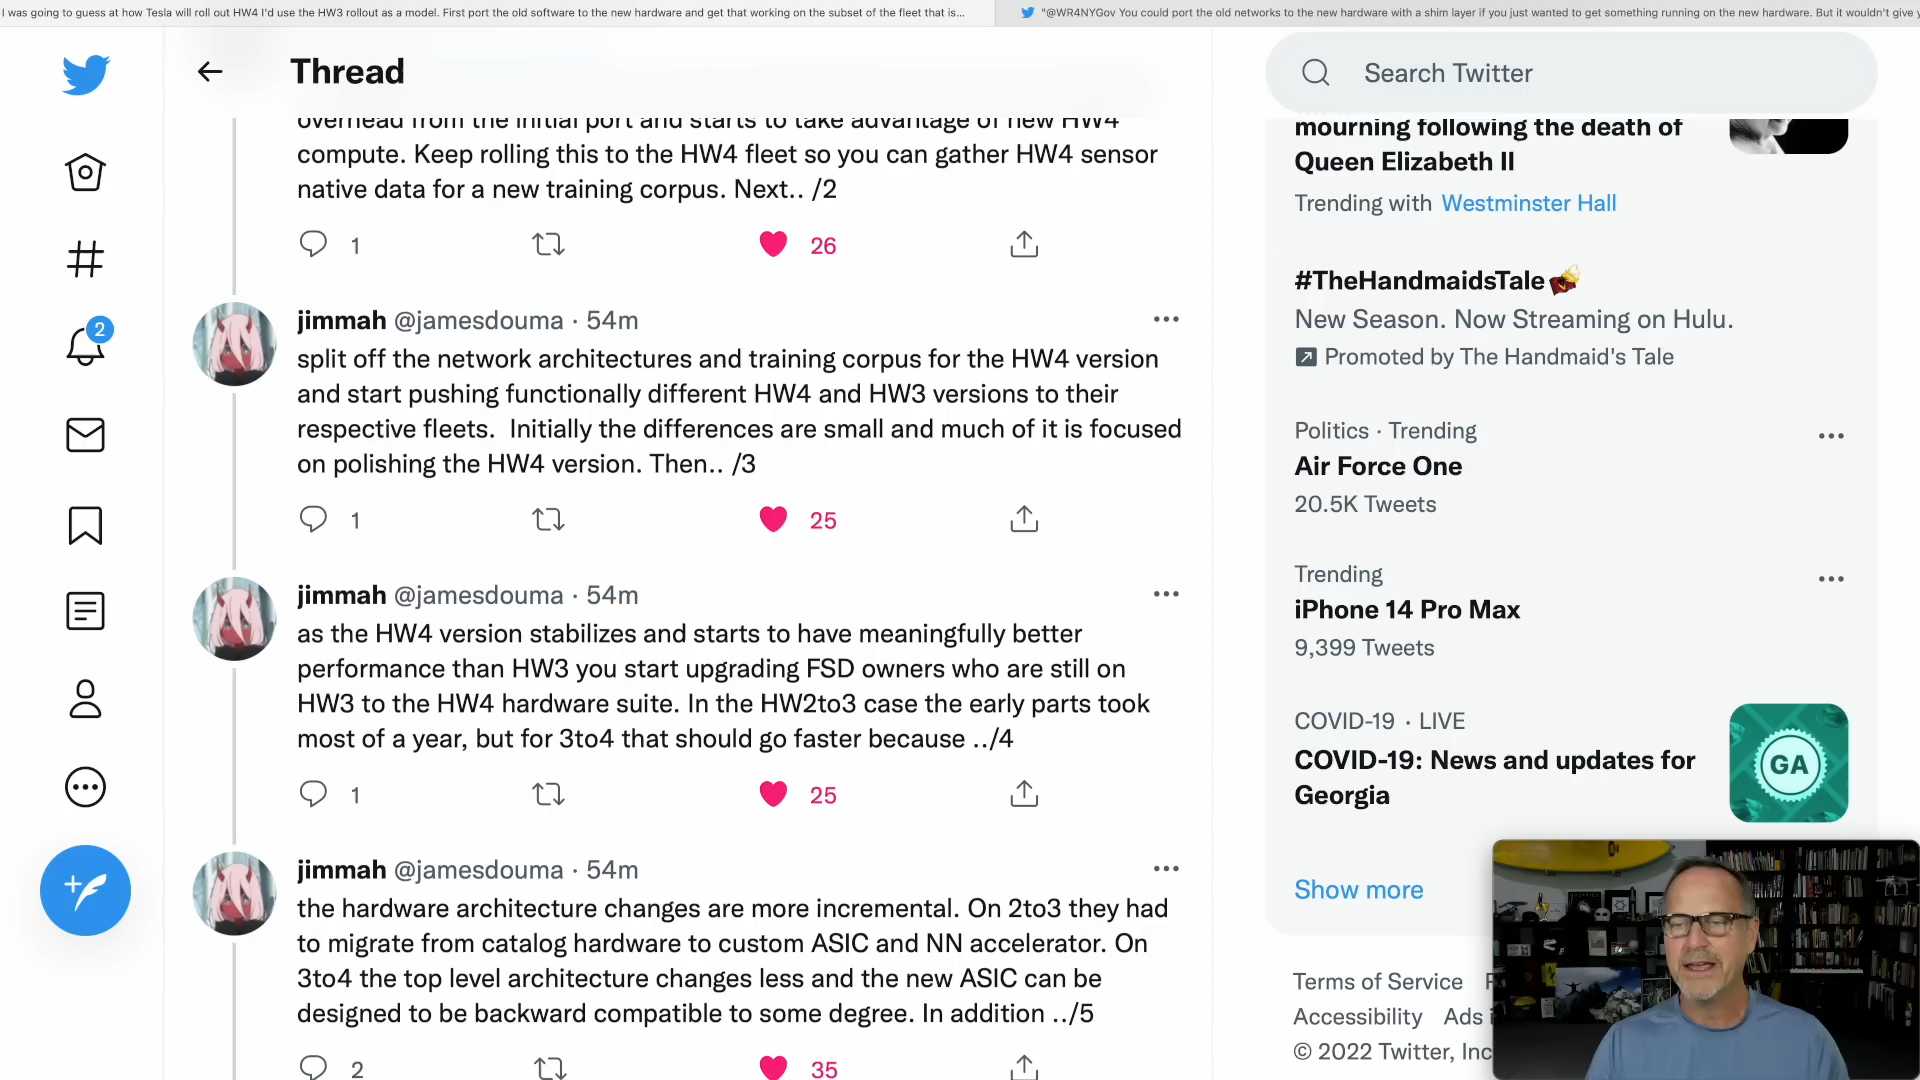 I was going to guess at how Tesla will roll out HW4 I'd use the HW3 rollout as a model. First port the old software to the new hardware and get that working on the subset of the fleet that is...
"@WR4NYGov You could port the old networks to the new hardware with a shim layer if you just wanted to get something running on the new hardware. But it wouldn't give y
Thread
Search Twitter
overhead from the initial port and starts to take advantage of new HW4
compute. Keep rolling this to the HW4 fleet so you can gather HW4 sensor
native data for a new training corpus. Next.. /2
1
26
jimmah @jamesdouma · 54m
split off the network architectures and training corpus for the HW4 version
and start pushing functionally different HW4 and HW3 versions to their
respective fleets.  Initially the differences are small and much of it is focused
on polishing the HW4 version. Then.. /3
1
25
jimmah @jamesdouma · 54m
as the HW4 version stabilizes and starts to have meaningfully better
performance than HW3 you start upgrading FSD owners who are still on
HW3 to the HW4 hardware suite. In the HW2to3 case the early parts took
most of a year, but for 3to4 that should go faster because ../4
1
25
jimmah @jamesdouma · 54m
the hardware architecture changes are more incremental. On 2to3 they had
to migrate from catalog hardware to custom ASIC and NN accelerator. On
3to4 the top level architecture changes less and the new ASIC can be
designed to be backward compatible to some degree. In addition ../5
2
35
2
mourning following the death of
Queen Elizabeth II
Trending with Westminster Hall
#TheHandmaidsTale
New Season. Now Streaming on Hulu.
Promoted by The Handmaid's Tale
Politics · Trending
Air Force One
20.5K Tweets
Trending
iPhone 14 Pro Max
9,399 Tweets
COVID-19 · LIVE
COVID-19: News and updates for
Georgia
GA
Show more
Terms of Service
Accessibility Ads i
© 2022 Twitter, Inc